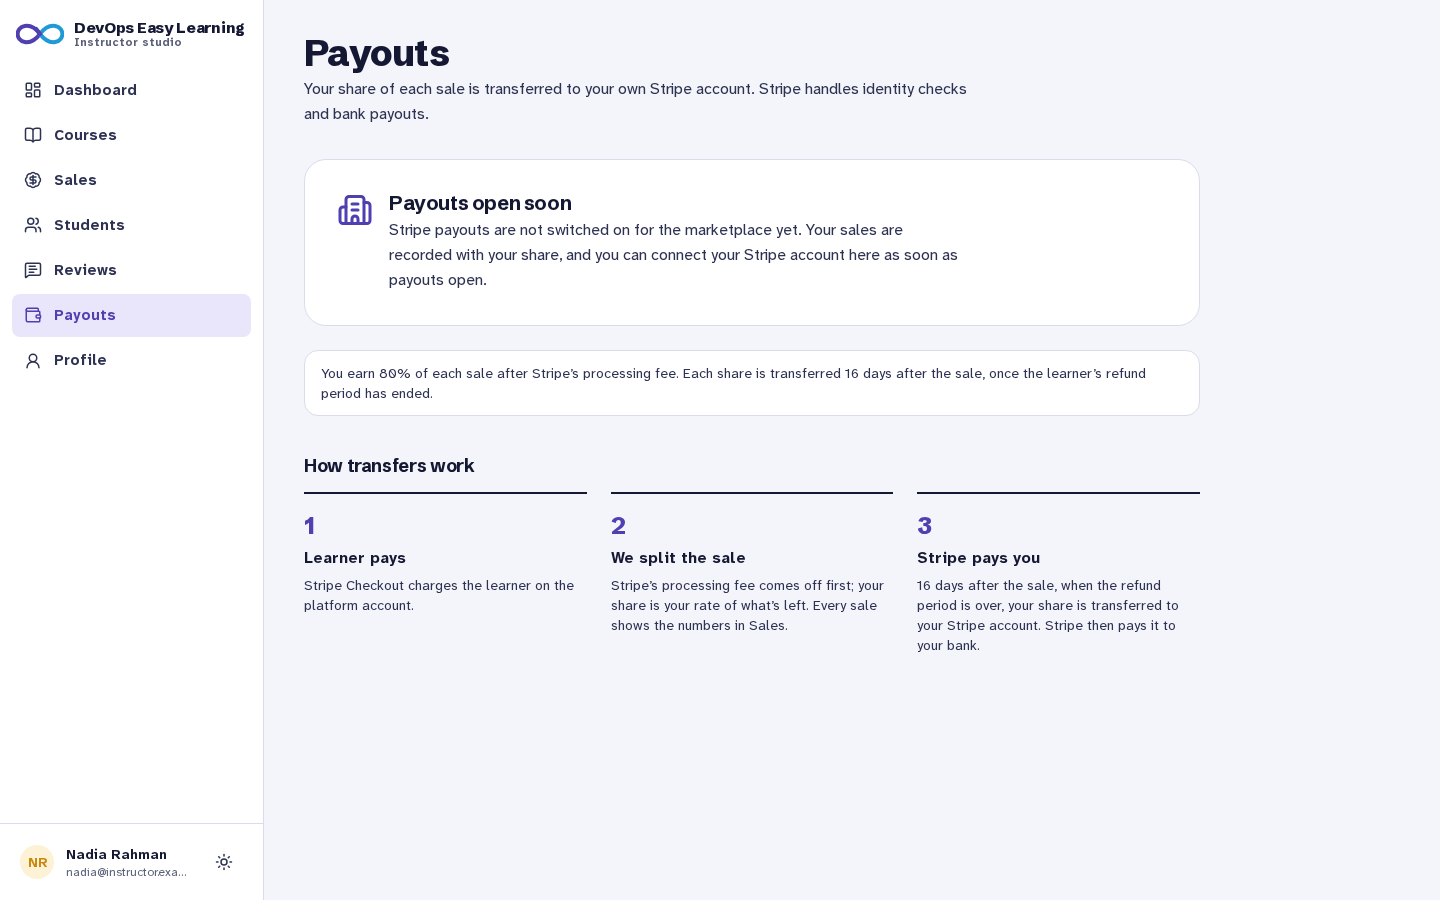 DevOps Easy Learning
Instructor studio
Dashboard
Courses
Sales
Students
Reviews
Payouts
Profile
Nadia Rahman
nadia@instructor.exa...
NR
Payouts
Your share of each sale is transferred to your own Stripe account. Stripe handles identity checks
and bank payouts.
Payouts open soon
Stripe payouts are not switched on for the marketplace yet. Your sales are
recorded with your share, and you can connect your Stripe account here as soon as
payouts open.
You earn 80% of each sale after Stripe's processing fee. Each share is transferred 16 days after the sale, once the learner's refund
period has ended.
How transfers work
1
Learner pays
Stripe Checkout charges the learner on the
platform account.
2
We split the sale
Stripe's processing fee comes off first; your
share is your rate of what's left. Every sale
shows the numbers in Sales.
3
Stripe pays you
16 days after the sale, when the refund
period is over, your share is transferred to
your Stripe account. Stripe then pays it to
your bank.